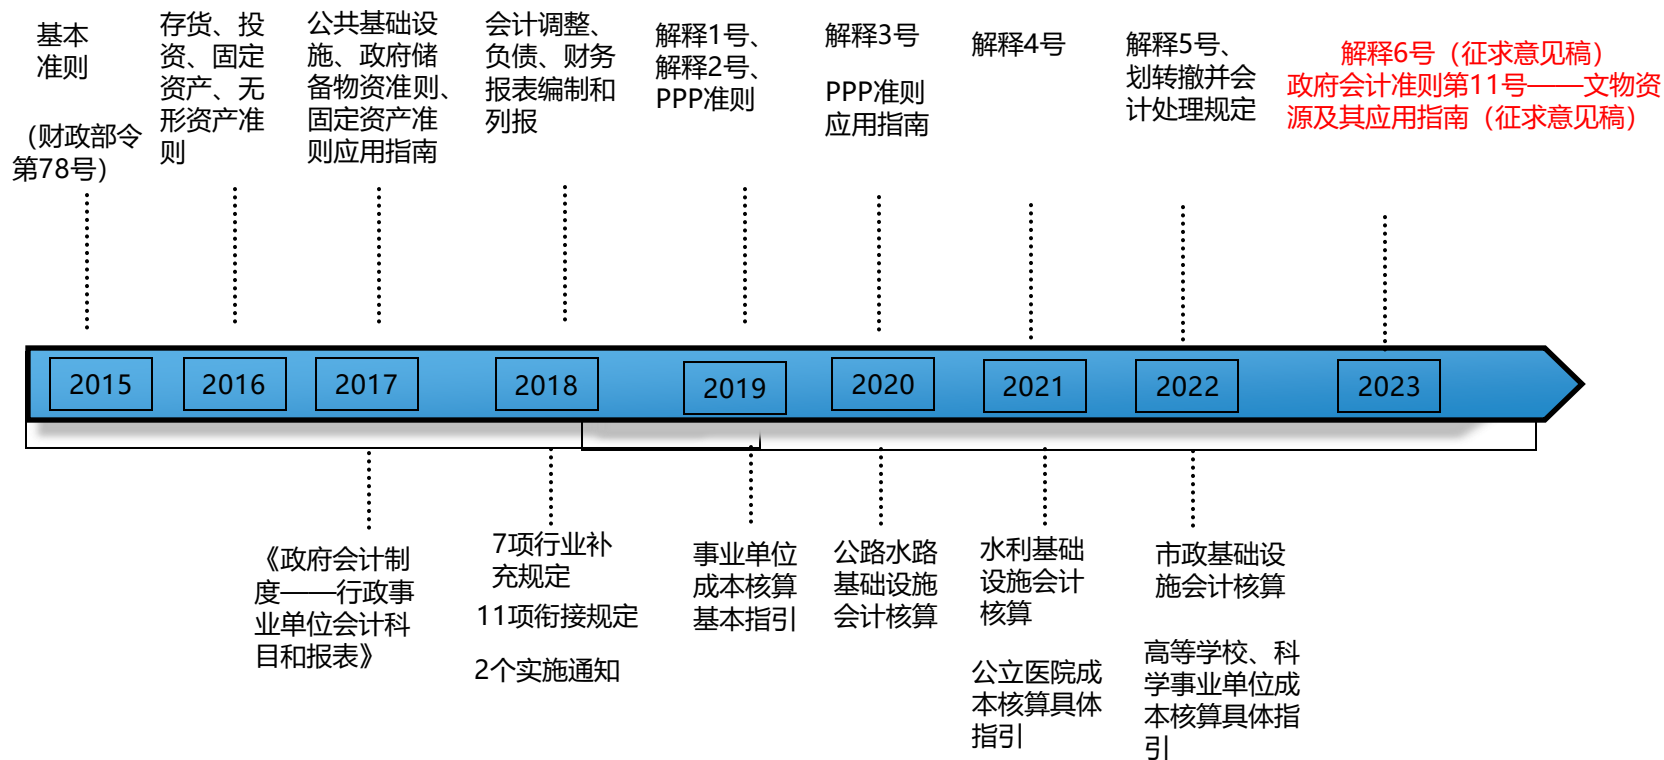 基本
准则
（财政部令
第78号）
存货、投
资、固定
资产、无
形资产准
则
公共基础设
施、政府储
备物资准则、
固定资产准
则应用指南
会计调整、
负债、财务
报表编制和
列报
解释1号、
解释2号、
PPP准则
解释3号
PPP准则
应用指南
解释4号
解释5号、
划转撤并会
计处理规定
解释6号（征求意见稿）
政府会计准则第11号——文物资
源及其应用指南（征求意见稿）
2015
2016
2017
2018
2019
2020
2021
2022
2023
《政府会计制
度——行政事
业单位会计科
目和报表》
7项行业补
充规定
11项衔接规定
2个实施通知
事业单位
成本核算
基本指引
公路水路
基础设施
会计核算
水利基础
设施会计
核算
公立医院成
本核算具体
指引
市政基础设
施会计核算
高等学校、科
学事业单位成
本核算具体指
引